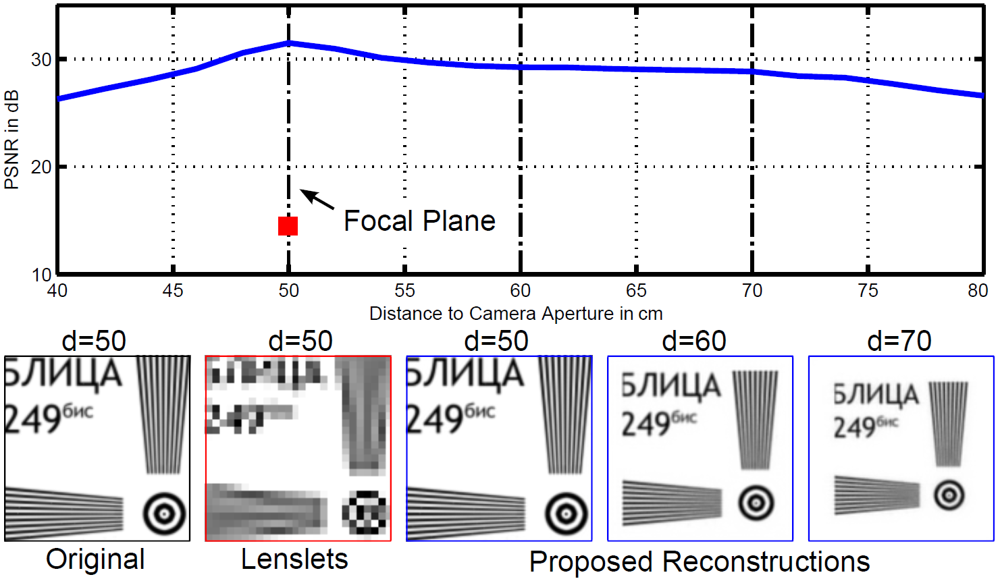 30
20
10
PSNR in dB
Focal Plane
40 45 50 55 60 65 70 75 80
Distance to Camera Aperture in cm
d=50 d=50 d=50 d=60 d=70
БЛИЦА
249бис
БЛИЦА
249бис
БЛИЦА
249бис
БЛИЦА
249бис
Original Lenslets Proposed Reconstructions